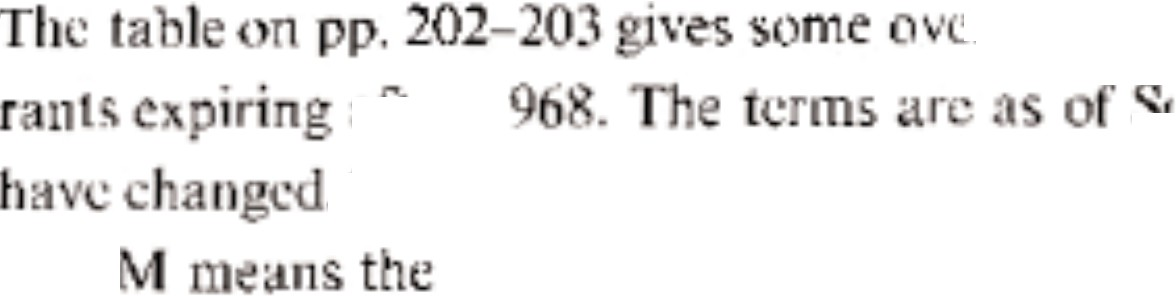 The table on pp. 202–203 gives some
rants expiring 968. The terms are as of
have changed
M means the